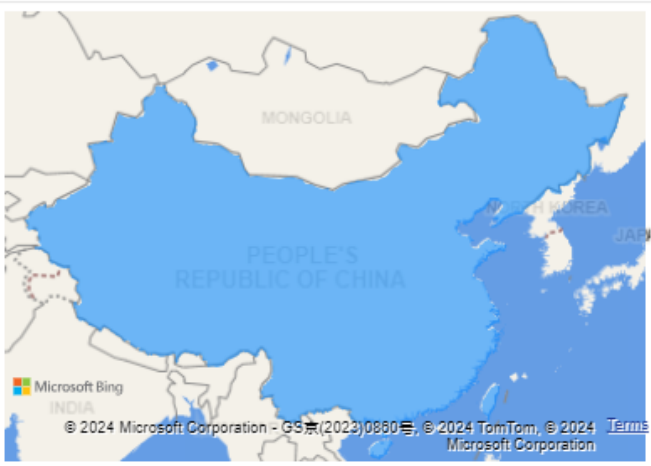 MONGOLIA
NORTH KOREA
JAPA
PEOPLE'S
REPUBLIC OF CHINA
Microsoft Bing
INDIA
© 2024 Microsoft Corporation - GS京(2023)0860号, © 2024 TomTom, © 2024 Terms
Microsoft Corporation